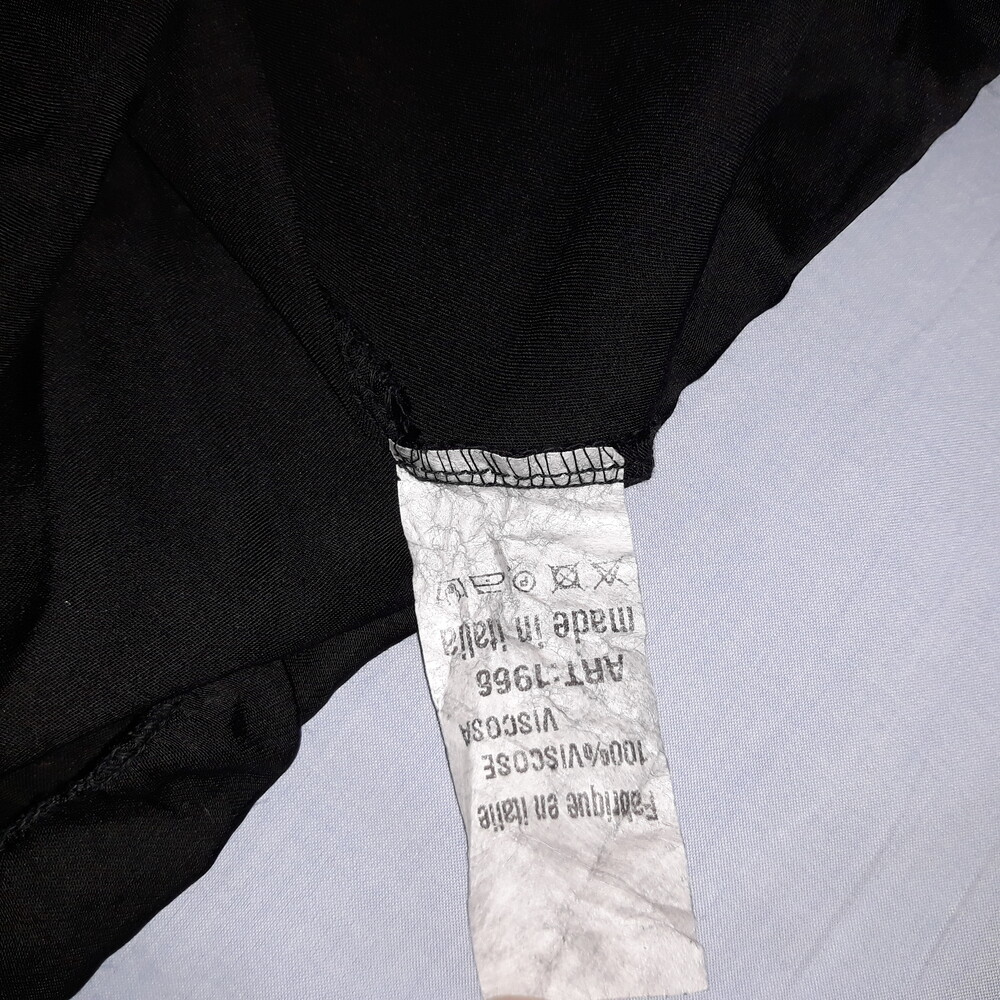 Fabrique en italie
100%VISCOSE
VISCOSA
ART:1966
made in italia